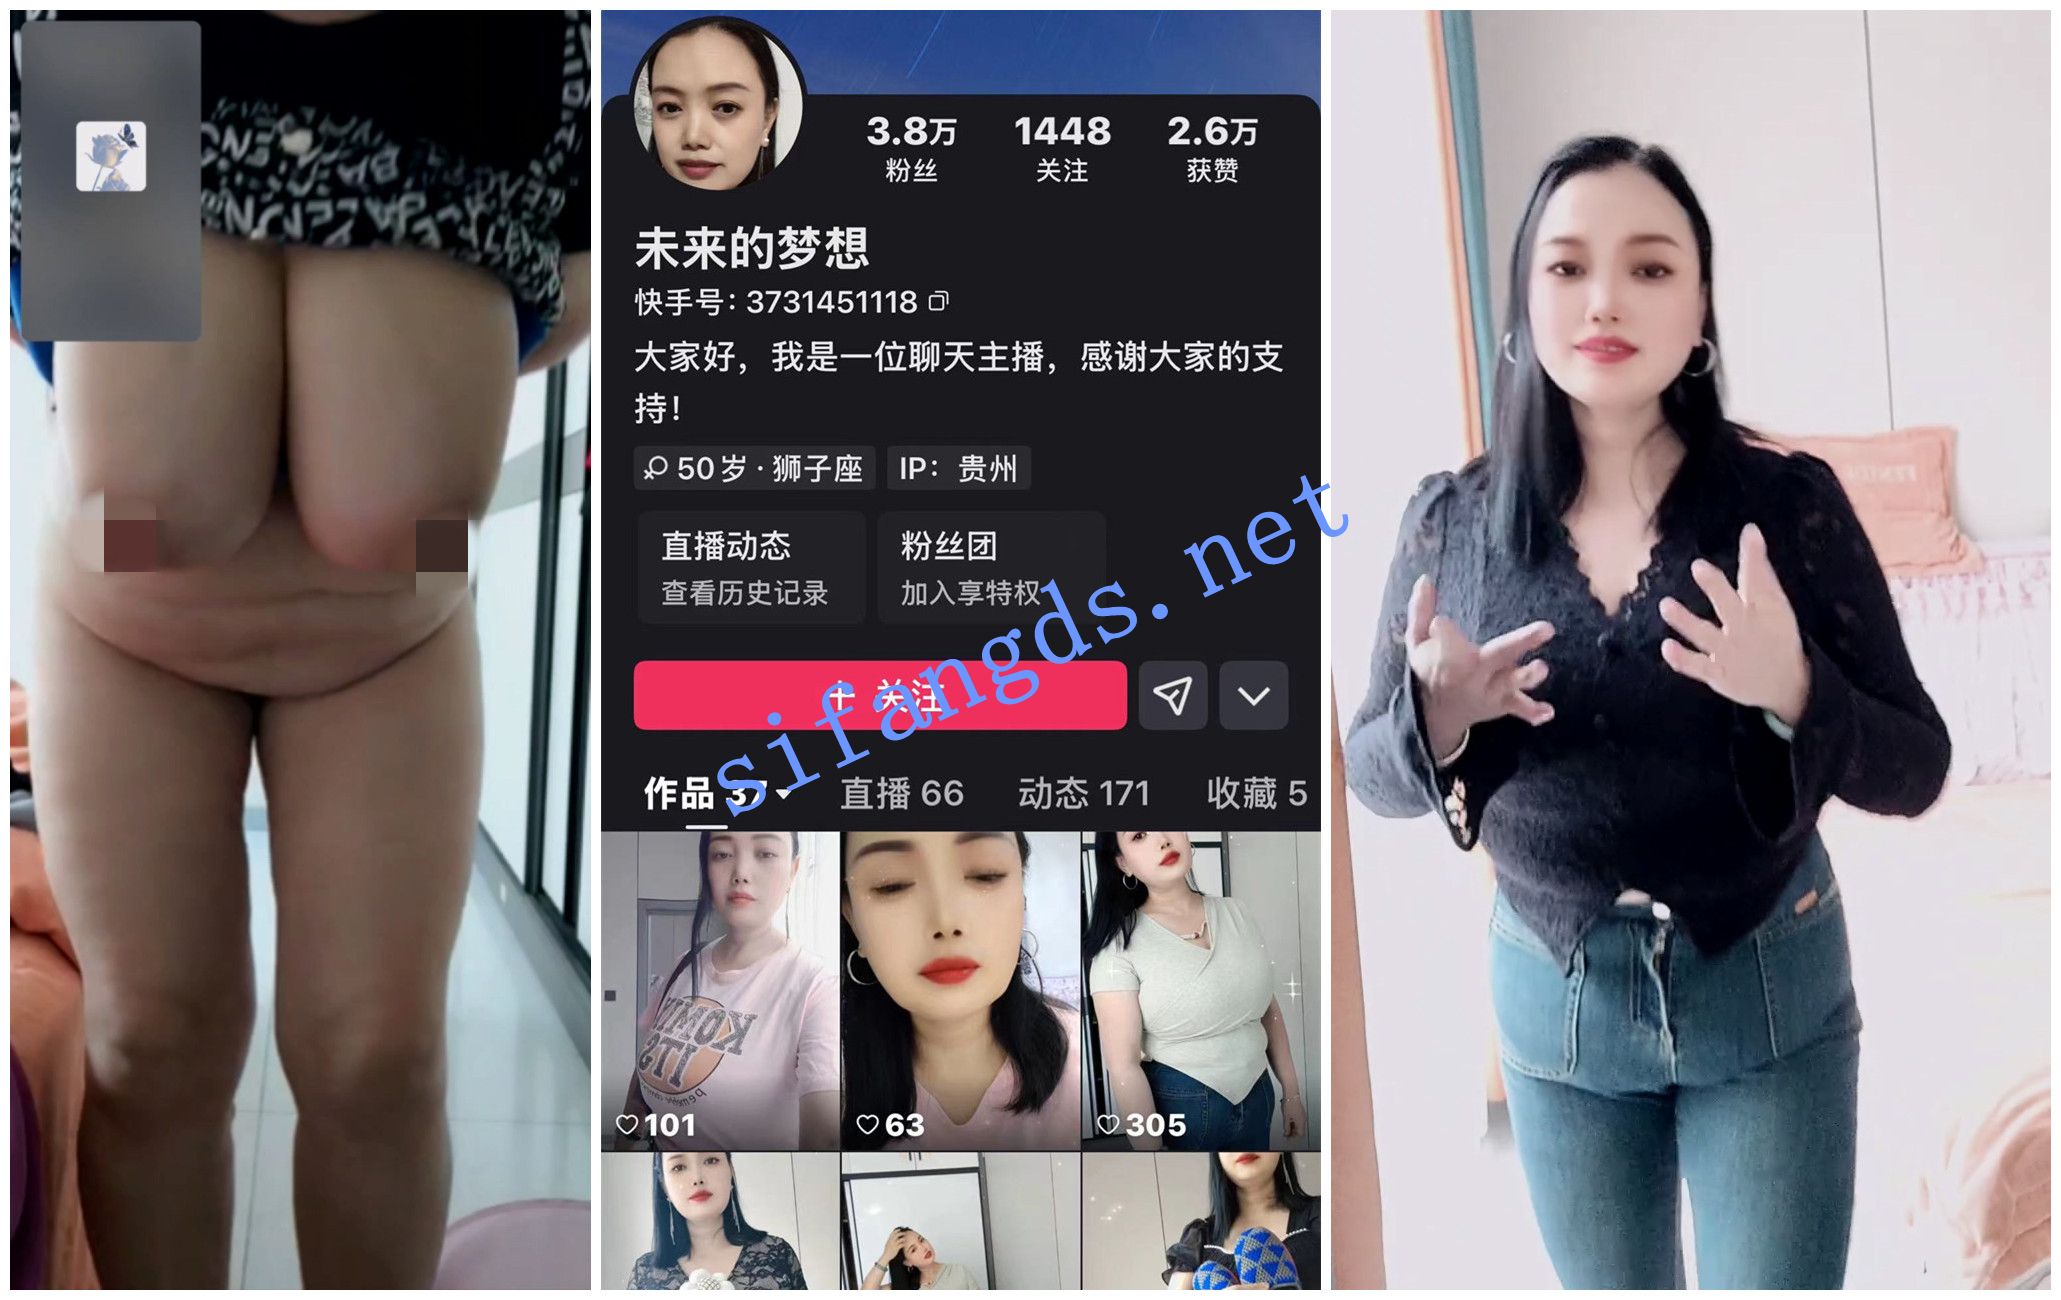 3.8万 1448 2.6万
粉丝 关注 获赞
未来的梦想
快手号：3731451118
大家好，我是一位聊天主播，感谢大家的支
持！
50岁·狮子座 IP：贵州
直播动态 粉丝团
查看历史记录 加入享特权
+ 关注
sifangds.net
作品 37 直播 66 动态 171 收藏 5
101 63 305